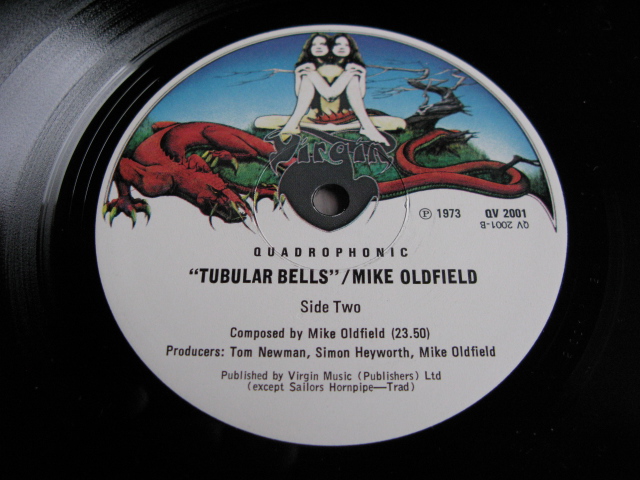 Virgin
℗ 1973 QV 2001
QV 2001-B
QUADROPHONIC
“TUBULAR BELLS”/MIKE OLDFIELD
Side Two
Composed by Mike Oldfield (23.50)
Producers: Tom Newman, Simon Heyworth, Mike Oldfield
Published by Virgin Music (Publishers) Ltd
(except Sailors Hornpipe—Trad)